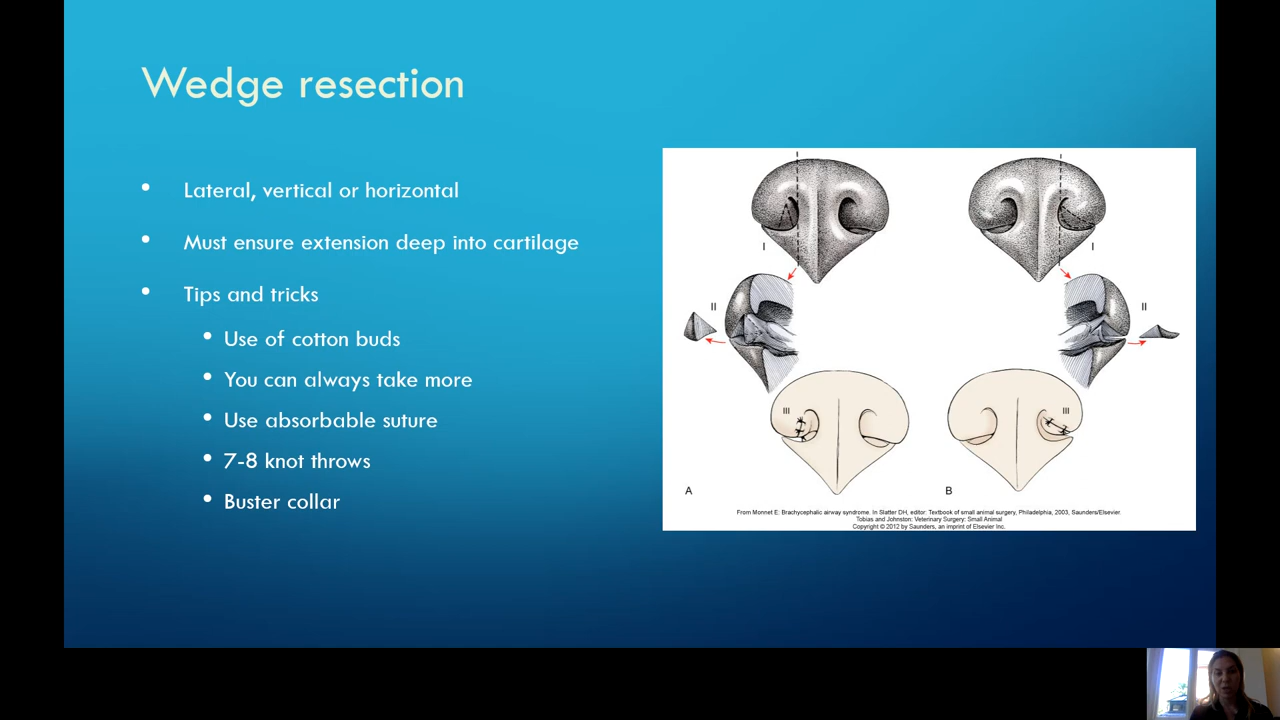 Wedge resection
• Lateral, vertical or horizontal
• Must ensure extension deep into cartilage
• Tips and tricks
• Use of cotton buds
• You can always take more
• Use absorbable suture
• 7-8 knot throws
• Buster collar
I
I
II
II
III
III
A
B
From Monnet E: Brachycephalic airway syndrome. In Slatter DH, editor: Textbook of small animal surgery, Philadelphia, 2003, Saunders/Elsevier.
Tobias and Johnston: Veterinary Surgery: Small Animal
Copyright © 2012 by Saunders, an imprint of Elsevier Inc.